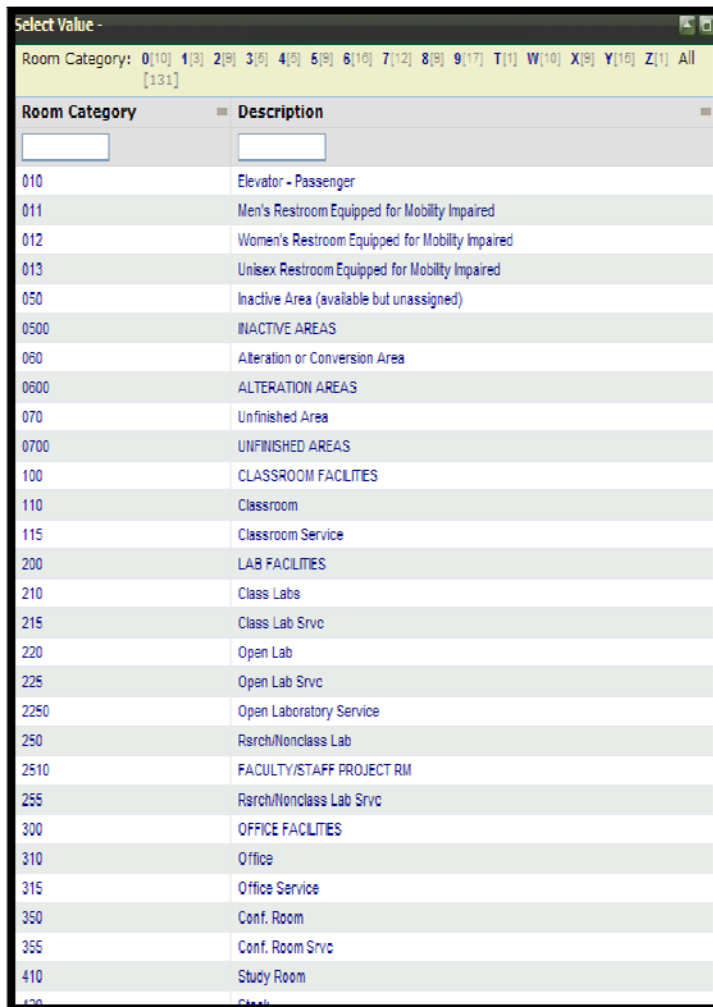 Select Value -
Room Category: 0[10] 1[3] 2[9] 3[5] 4[5] 5[9] 6[16] 7[12] 8[9] 9[17] T[1] W[10] X[9] Y[15] Z[1] All
[131]
Room Category Description
010 Elevator - Passenger
011 Men's Restroom Equipped for Mobility Impaired
012 Women's Restroom Equipped for Mobility Impaired
013 Unisex Restroom Equipped for Mobility Impaired
050 Inactive Area (available but unassigned)
0500 INACTIVE AREAS
060 Alteration or Conversion Area
0600 ALTERATION AREAS
070 Unfinished Area
0700 UNFINISHED AREAS
100 CLASSROOM FACILITIES
110 Classroom
115 Classroom Service
200 LAB FACILITIES
210 Class Labs
215 Class Lab Srvc
220 Open Lab
225 Open Lab Srvc
2250 Open Laboratory Service
250 Rsrch/Nonclass Lab
2510 FACULTY/STAFF PROJECT RM
255 Rsrch/Nonclass Lab Srvc
300 OFFICE FACILITIES
310 Office
315 Office Service
350 Conf. Room
355 Conf. Room Srvc
410 Study Room